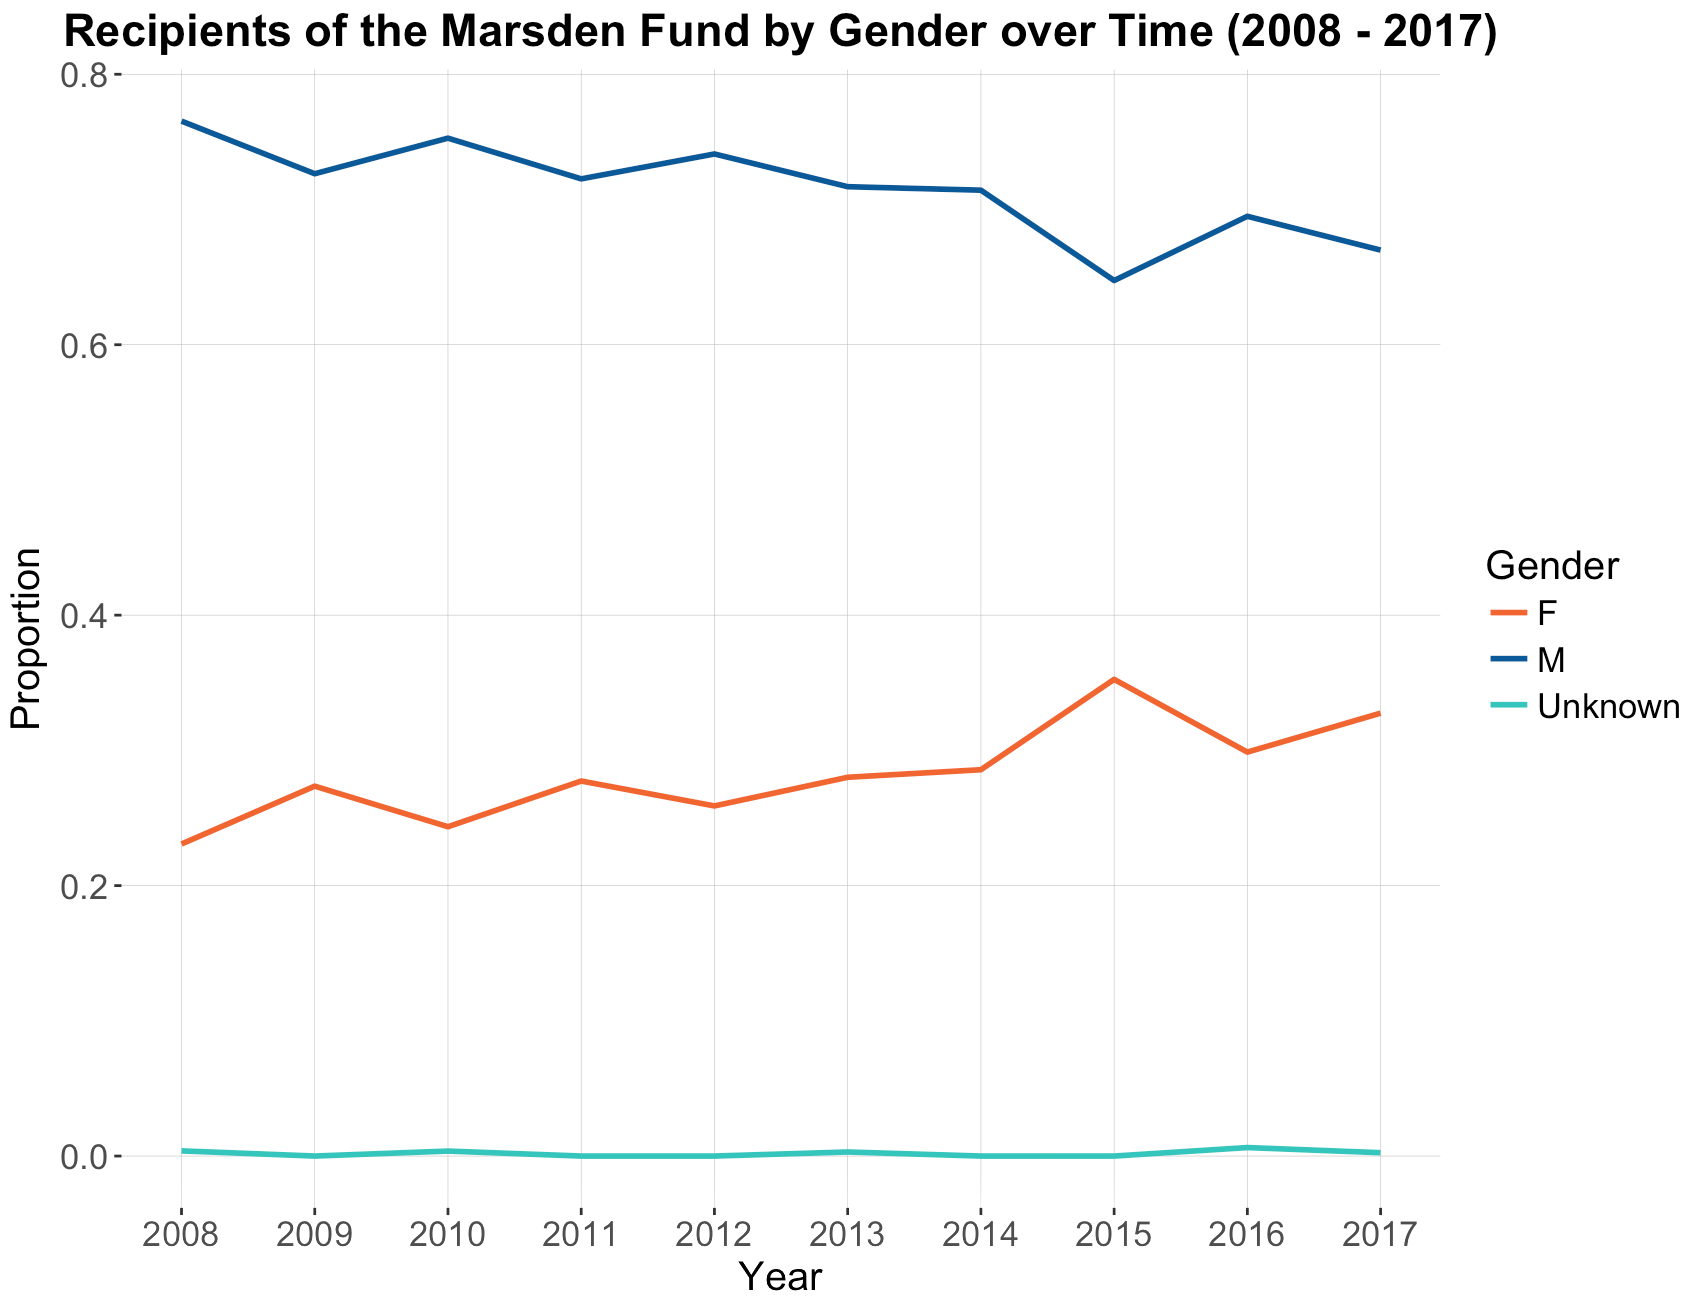 Recipients of the Marsden Fund by Gender over Time (2008 - 2017)
0.8
0.6
0.4
0.2
0.0
Proportion
2008 2009 2010 2011 2012 2013 2014 2015 2016 2017
Year
Gender
F
M
Unknown